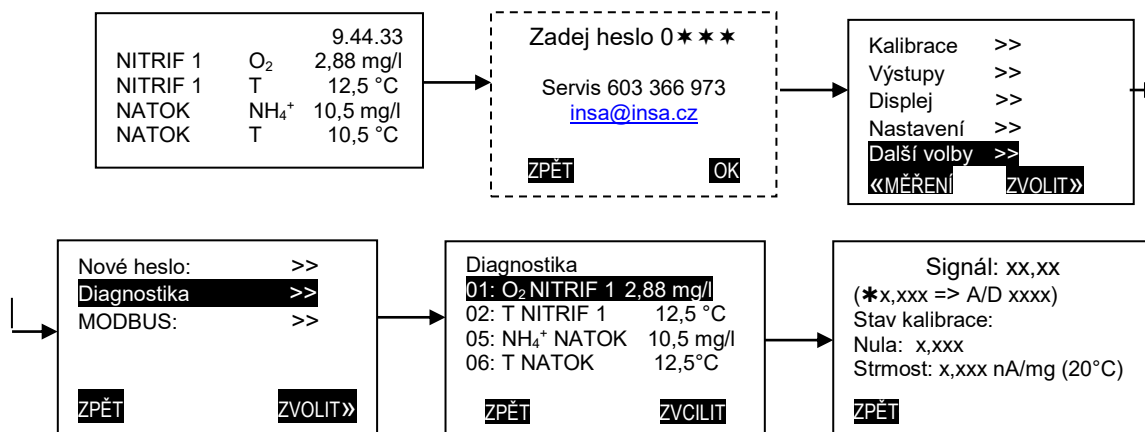 9.44.33
NITRIF 1 O₂ 2,88 mg/l
NITRIF 1 T 12,5 °C
NATOK NH₄⁺ 10,5 mg/l
NATOK T 10,5 °C
Zadej heslo 0✶✶✶
Servis 603 366 973
insa@insa.cz
ZPĚT OK
Kalibrace >>
Výstupy >>
Displej >>
Nastavení >>
Další volby >>
«MĚŘENÍ ZVOLIT»
Nové heslo: >>
Diagnostika >>
MODBUS: >>
ZPĚT ZVOLIT»
Diagnostika
01: O₂ NITRIF 1 2,88 mg/l
02: T NITRIF 1 12,5 °C
05: NH₄⁺ NATOK 10,5 mg/l
06: T NATOK 12,5°C
ZPĚT ZVCILIT
Signál: xx,xx
(✶x,xxx => A/D xxxx)
Stav kalibrace:
Nula: x,xxx
Strmost: x,xxx nA/mg (20°C)
ZPĚT